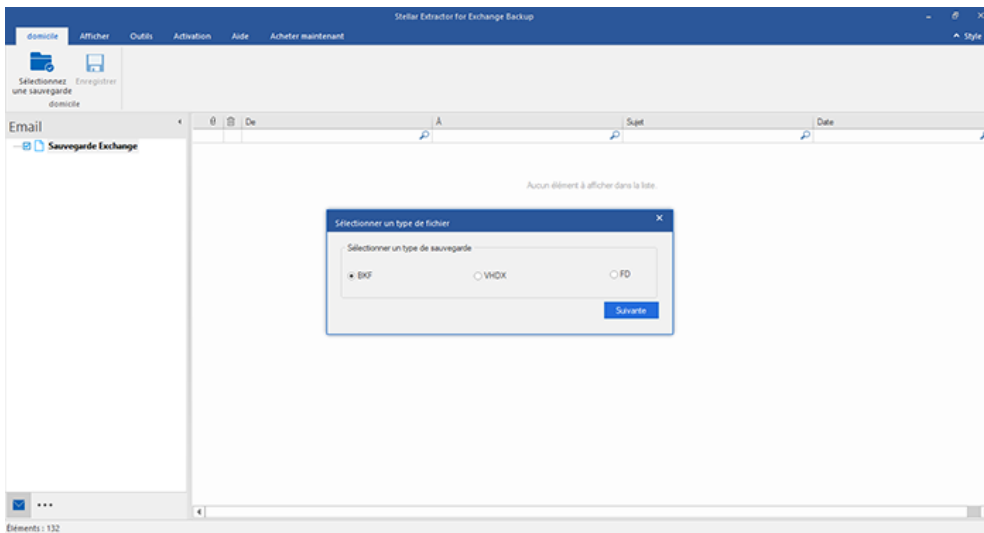 Stellar Extractor for Exchange Backup
domicile Afficher Outils Activation Aide Acheter maintenant Style
Sélectionnez une sauvegarde
Enregistrer
domicile
Email
De À Sujet Date
Sauvegarde Exchange
Aucun élément à afficher dans la liste.
Sélectionner un type de fichier
Sélectionner un type de sauvegarde
BKF VHDX FD
Suivante
Éléments : 132